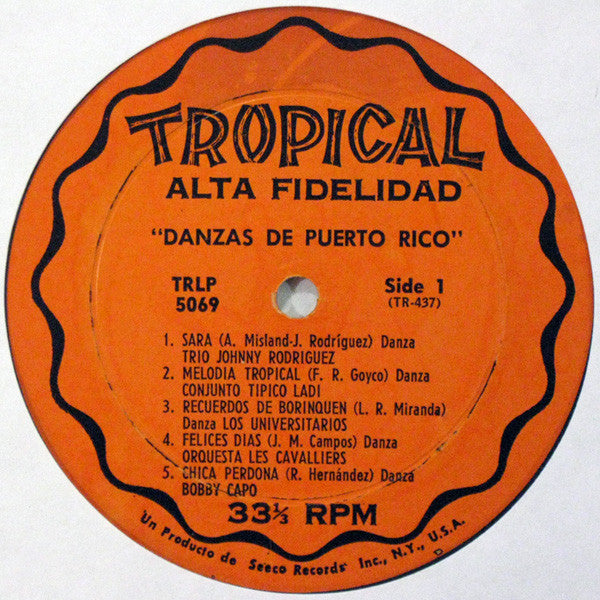 TROPICAL
ALTA FIDELIDAD
"DANZAS DE PUERTO RICO"
TRLP
5069
Side 1
(TR-437)
1. SARA (A. Misland-J. Rodríguez) Danza
TRIO JOHNNY RODRIGUEZ
2. MELODIA TROPICAL (F. R. Goyco) Danza
CONJUNTO TIPICO LADI
3. RECUERDOS DE BORINQUEN (L. R. Miranda)
Danza LOS UNIVERSITARIOS
4. FELICES DIAS (J. M. Campos) Danza
ORQUESTA LES CAVALLIERS
5. CHICA PERDONA (R. Hernández) Danza
BOBBY CAPO
33⅓ RPM
Un Producto de Seeco Records Inc., N.Y., U.S.A.
D